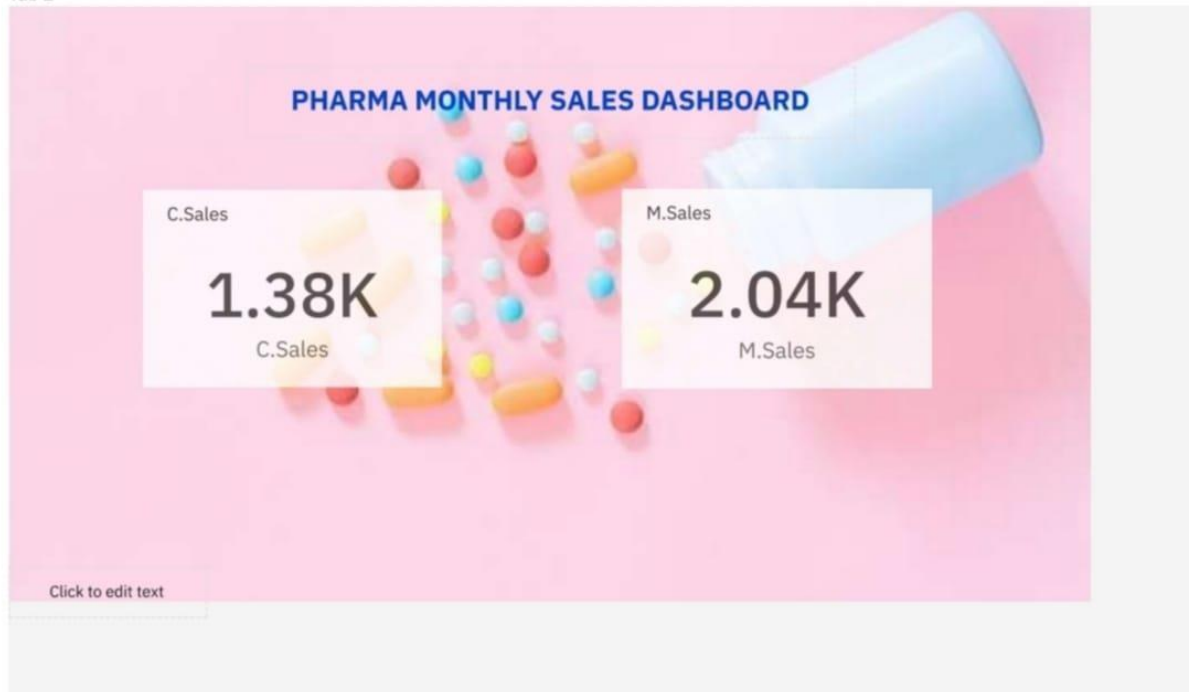 PHARMA MONTHLY SALES DASHBOARD
C.Sales
1.38K
C.Sales
M.Sales
2.04K
M.Sales
Click to edit text